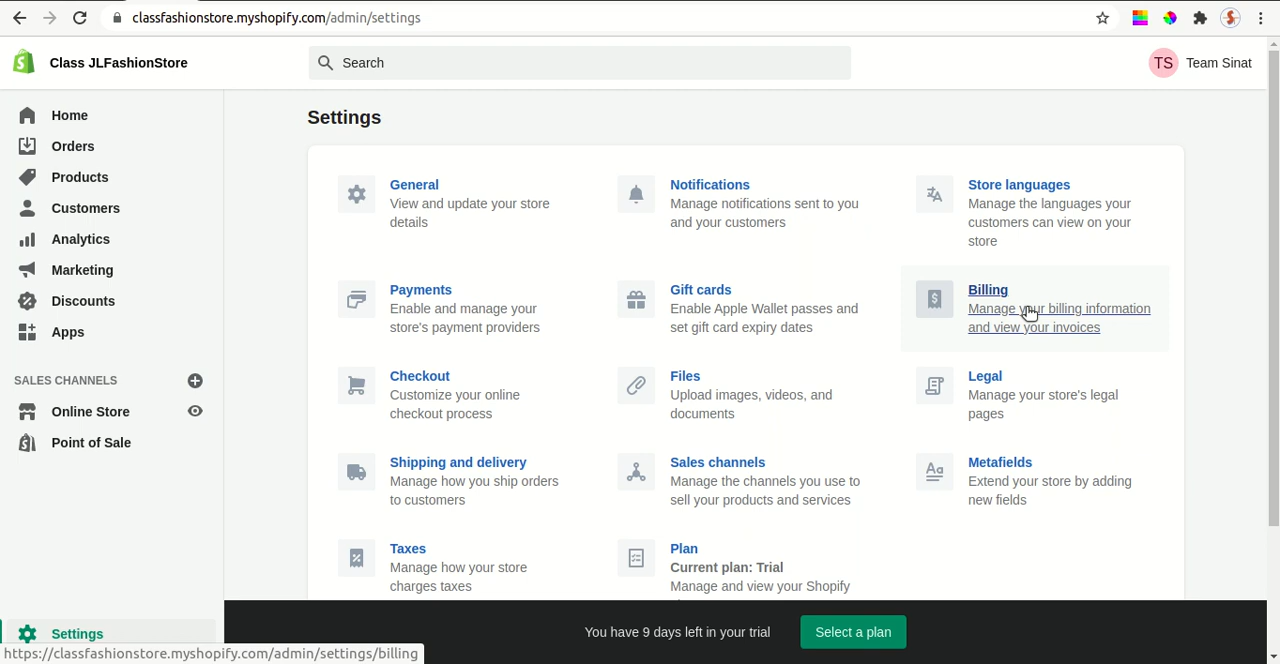 classfashionstore.myshopify.com/admin/settings
Class JLFashionStore
Search
TS Team Sinat
Home
Orders
Products
Customers
Analytics
Marketing
Discounts
Apps
SALES CHANNELS
Online Store
Point of Sale
Settings
Settings
General
View and update your store
details
Notifications
Manage notifications sent to you
and your customers
Store languages
Manage the languages your
customers can view on your
store
Payments
Enable and manage your
store's payment providers
Gift cards
Enable Apple Wallet passes and
set gift card expiry dates
Billing
Manage your billing information
and view your invoices
Checkout
Customize your online
checkout process
Files
Upload images, videos, and
documents
Legal
Manage your store's legal
pages
Shipping and delivery
Manage how you ship orders
to customers
Sales channels
Manage the channels you use to
sell your products and services
Metafields
Extend your store by adding
new fields
Taxes
Manage how your store
charges taxes
Plan
Current plan: Trial
Manage and view your Shopify
You have 9 days left in your trial
Select a plan
https://classfashionstore.myshopify.com/admin/settings/billing